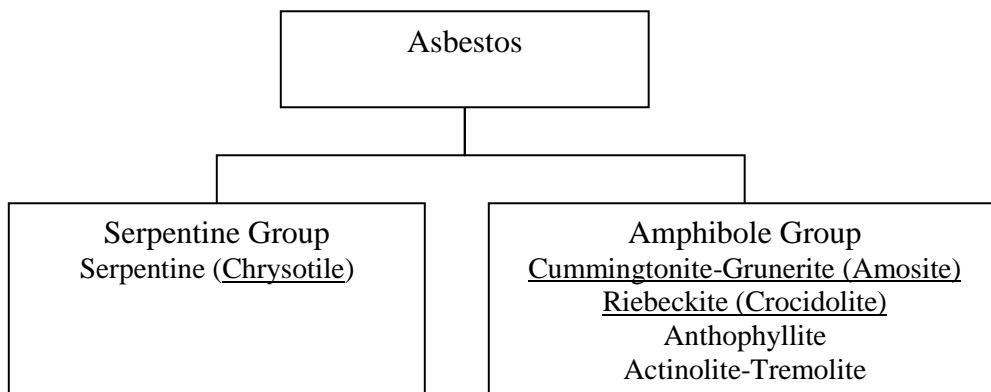 Asbestos
Serpentine Group
Serpentine (Chrysotile)
Amphibole Group
Cummingtonite-Grunerite (Amosite)
Riebeckite (Crocidolite)
Anthophyllite
Actinolite-Tremolite